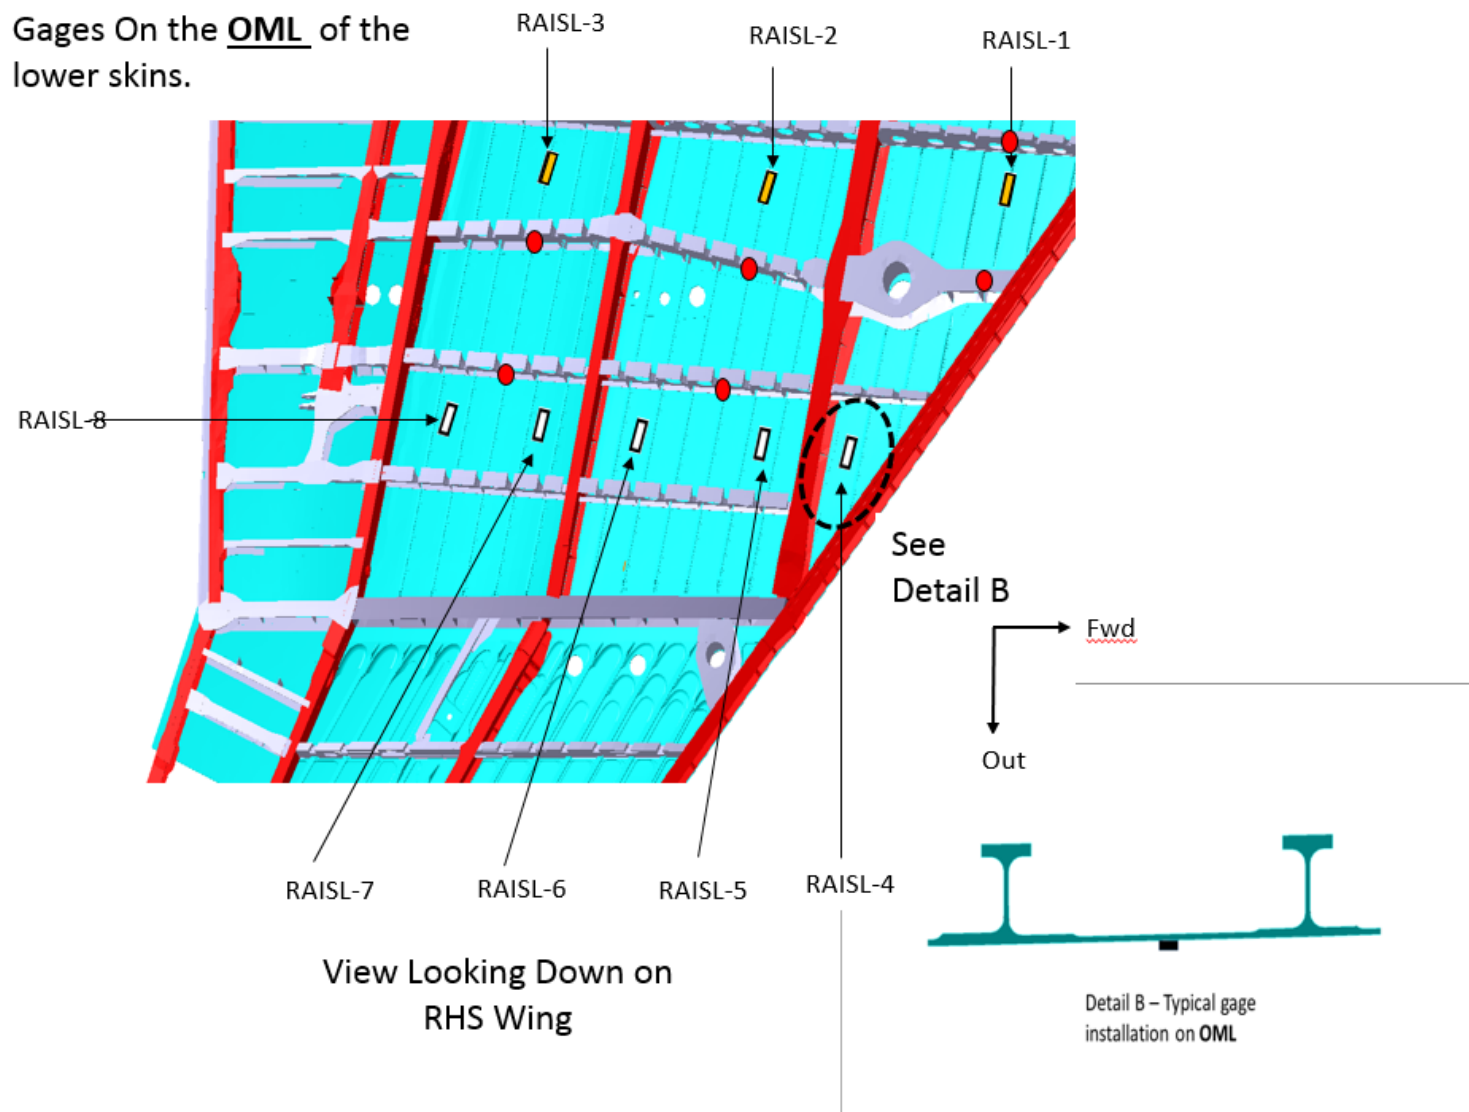 Gages On the OML of the
lower skins.
RAISL-3
RAISL-2
RAISL-1
RAISL-8
See
Detail B
Fwd
Out
RAISL-7
RAISL-6
RAISL-5
RAISL-4
View Looking Down on
RHS Wing
Detail B – Typical gage
installation on OML